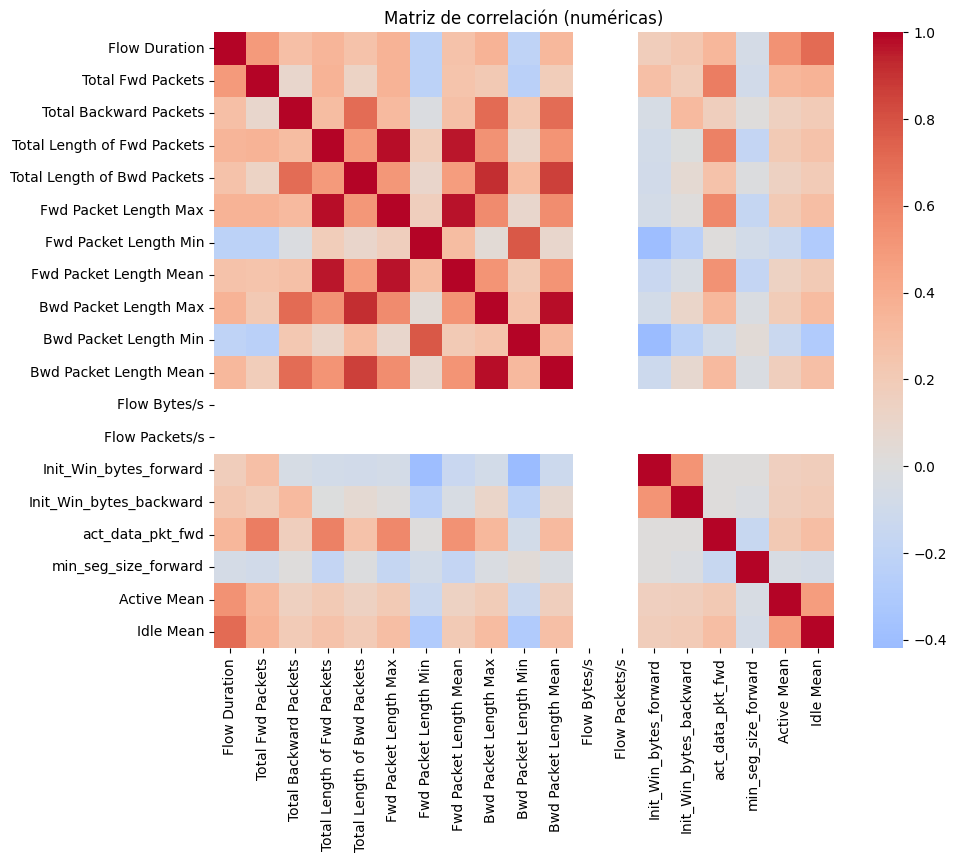 Matriz de correlación (numéricas)
Flow Duration
Total Fwd Packets
Total Backward Packets
Total Length of Fwd Packets
Total Length of Bwd Packets
Fwd Packet Length Max
Fwd Packet Length Min
Fwd Packet Length Mean
Bwd Packet Length Max
Bwd Packet Length Min
Bwd Packet Length Mean
Flow Bytes/s
Flow Packets/s
Init_Win_bytes_forward
Init_Win_bytes_backward
act_data_pkt_fwd
min_seg_size_forward
Active Mean
Idle Mean
Flow Duration
Total Fwd Packets
Total Backward Packets
Total Length of Fwd Packets
Total Length of Bwd Packets
Fwd Packet Length Max
Fwd Packet Length Min
Fwd Packet Length Mean
Bwd Packet Length Max
Bwd Packet Length Min
Bwd Packet Length Mean
Flow Bytes/s
Flow Packets/s
Init_Win_bytes_forward
Init_Win_bytes_backward
act_data_pkt_fwd
min_seg_size_forward
Active Mean
Idle Mean
1.0
0.8
0.6
0.4
0.2
0.0
−0.2
−0.4